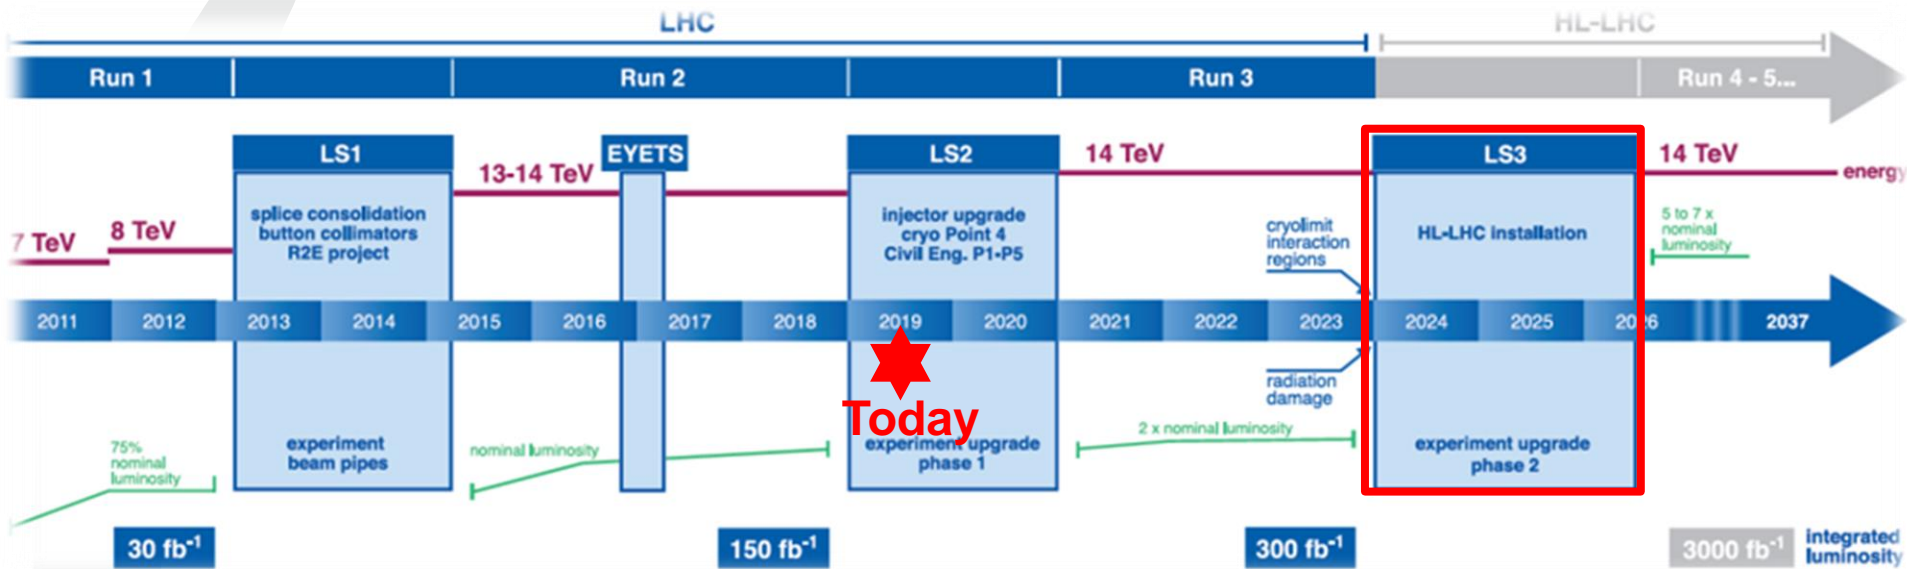 LHC
HL-LHC
Run 1
Run 2
Run 3
Run 4 - 5...
LS1
EYETS
LS2
LS3
14 TeV
14 TeV
13-14 TeV
energy
7 TeV
8 TeV
splice consolidation
button collimators
R2E project
injector upgrade
cryo Point 4
Civil Eng. P1-P5
cryolimit
interaction
regions
HL-LHC installation
5 to 7 x
nominal
luminosity
2011
2012
2013
2014
2015
2016
2017
2018
2019
2020
2021
2022
2023
2024
2025
2026
2037
radiation
damage
Today
75%
nominal
luminosity
experiment
beam pipes
nominal luminosity
experiment upgrade
phase 1
2 x nominal luminosity
experiment upgrade
phase 2
30 fb⁻¹
150 fb⁻¹
300 fb⁻¹
3000 fb⁻¹
integrated
luminosity